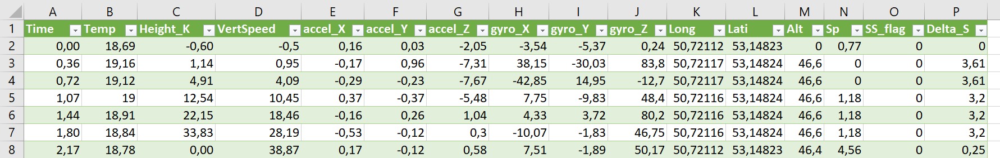 A B C D E F G H I J K L M N O P
1 Time Temp Height_K VertSpeed accel_X accel_Y accel_Z gyro_X gyro_Y gyro_Z Long Lati Alt Sp SS_flag Delta_S
2 0,00 18,69 -0,60 -0,5 0,16 0,03 -2,05 -3,54 -5,37 0,24 50,72112 53,14823 0 0,77 0 0
3 0,36 19,16 1,14 0,95 -0,17 0,96 -7,31 38,15 -30,03 83,8 50,72117 53,14824 46,6 0 0 3,61
4 0,72 19,12 4,91 4,09 -0,29 -0,23 -7,67 -42,85 14,95 -12,7 50,72117 53,14824 46,6 0 0 3,61
5 1,07 19 12,54 10,45 0,37 -0,37 -5,48 7,75 -9,83 48,4 50,72116 53,14824 46,6 1,18 0 3,2
6 1,44 18,91 22,15 18,46 -0,16 0,26 1,04 4,33 3,72 80,2 50,72116 53,14824 46,6 1,18 0 3,2
7 1,80 18,84 33,83 28,19 -0,53 -0,12 0,3 -10,07 -1,83 46,75 50,72116 53,14824 46,6 1,18 0 3,2
8 2,17 18,78 0,00 38,87 0,17 -0,12 0,58 7,51 -1,89 50,17 50,72112 53,14823 46,4 4,56 0 0,25